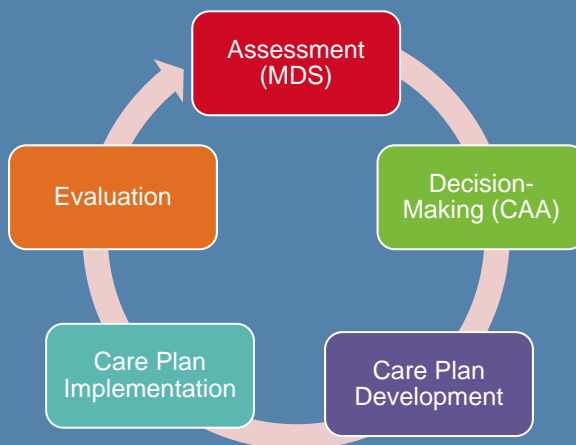 Assessment
(MDS)
Decision-
Making (CAA)
Care Plan
Development
Care Plan
Implementation
Evaluation